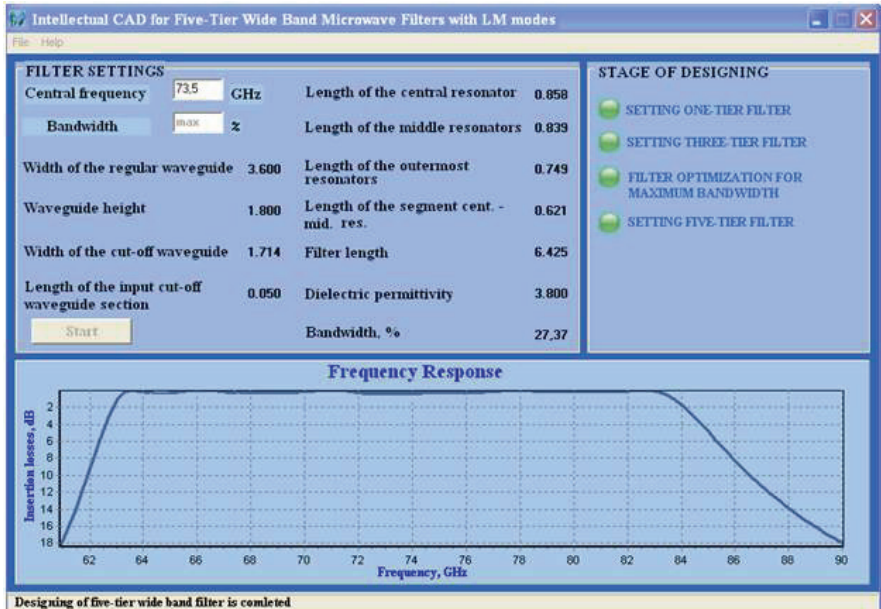 Intellectual CAD for Five-Tier Wide Band Microwave Filters with LM modes
File Help
FILTER SETTINGS
Central frequency 73,5 GHz
Bandwidth max %
Width of the regular waveguide 3.600
Waveguide height 1.800
Width of the cut-off waveguide 1.714
Length of the input cut-off
waveguide section 0.050
Start
Length of the central resonator 0.858
Length of the middle resonators 0.839
Length of the outermost
resonators 0.749
Length of the segment cent. -
mid. res. 0.621
Filter length 6.425
Dielectric permittivity 3.800
Bandwidth, % 27,37
STAGE OF DESIGNING
SETTING ONE-TIER FILTER
SETTING THREE-TIER FILTER
FILTER OPTIMIZATION FOR
MAXIMUM BANDWIDTH
SETTING FIVE-TIER FILTER
Frequency Response
Insertion losses, dB
2
4
6
8
10
12
14
16
18
62 64 66 68 70 72 74 76 78 80 82 84 86 88 90
Frequency, GHz
Designing of five-tier wide band filter is comleted